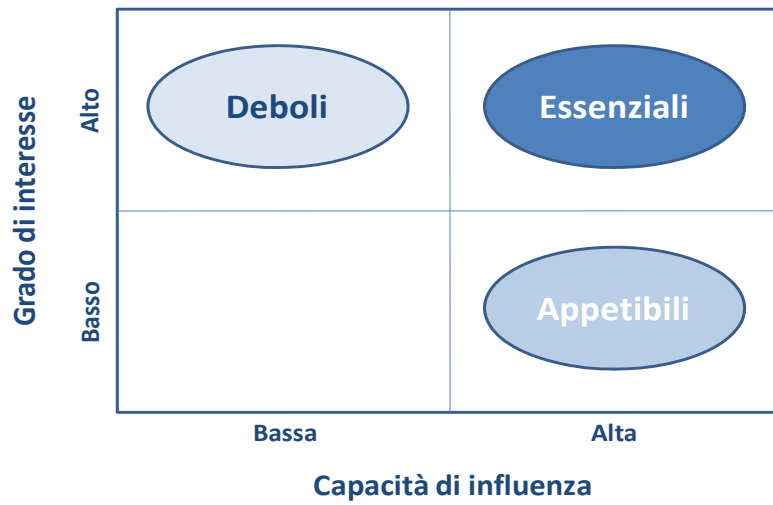 Grado di interesse
Alto
Basso
Deboli
Essenziali
Appetibili
Bassa
Alta
Capacità di influenza